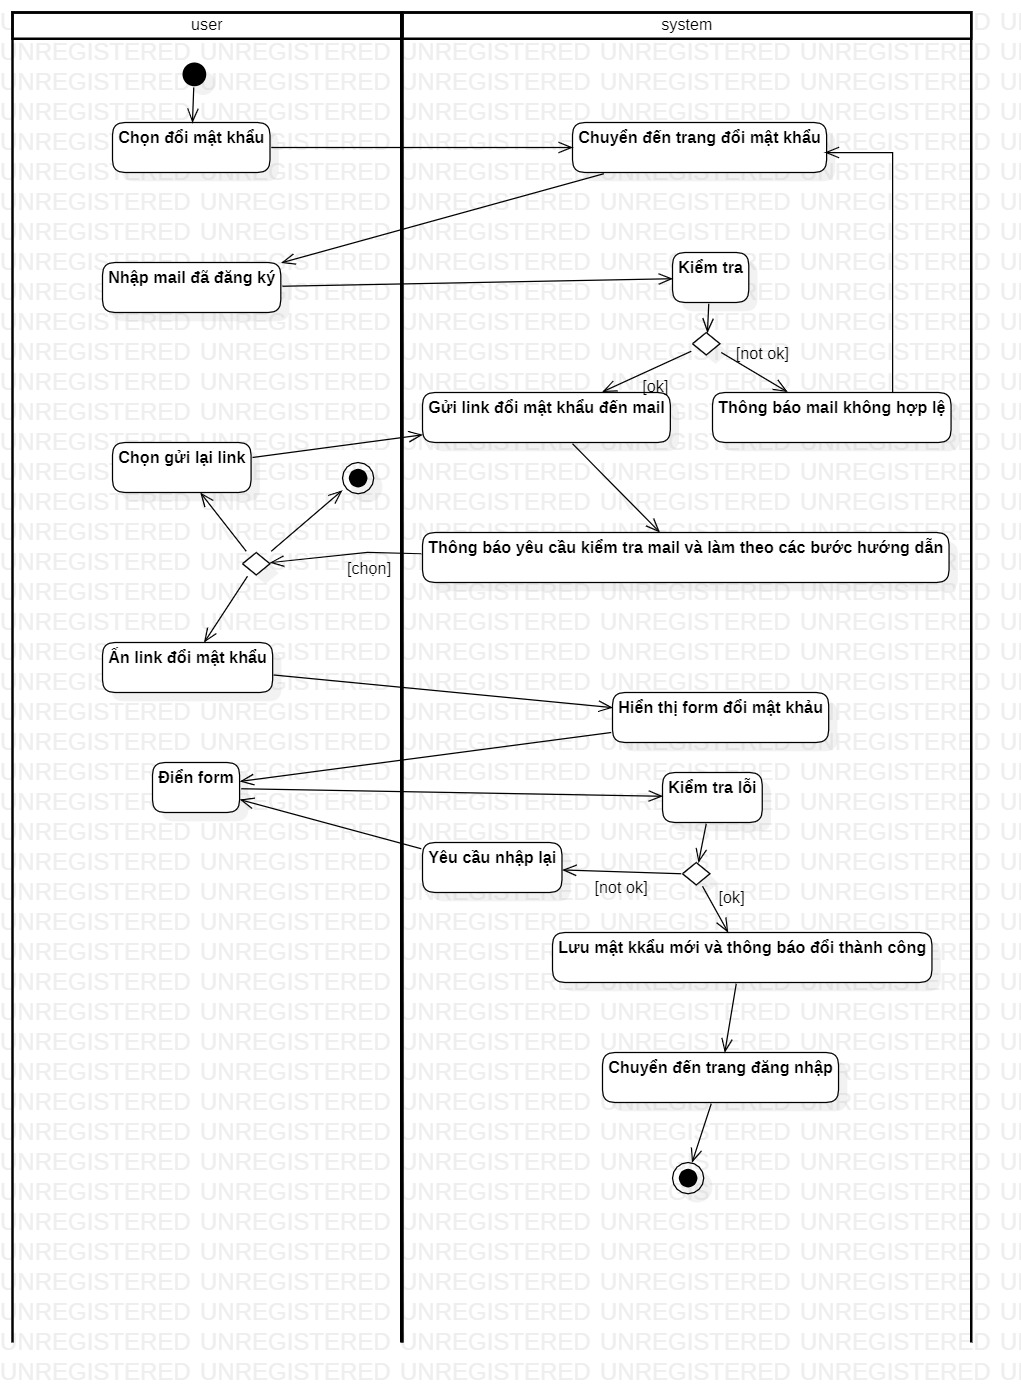 user
system
Chọn đổi mật khẩu
Chuyển đến trang đổi mật khẩu
Nhập mail đã đăng ký
Kiểm tra
[not ok]
[ok]
Gửi link đổi mật khẩu đến mail
Thông báo mail không hợp lệ
Chọn gửi lại link
Thông báo yêu cầu kiểm tra mail và làm theo các bước hướng dẫn
[chọn]
Ấn link đổi mật khẩu
Hiển thị form đổi mật khảu
Điển form
Kiểm tra lỗi
Yêu cầu nhập lại
[not ok]
[ok]
Lưu mật kkẩu mới và thông báo đổi thành công
Chuyển đến trang đăng nhập
UNREGISTERED